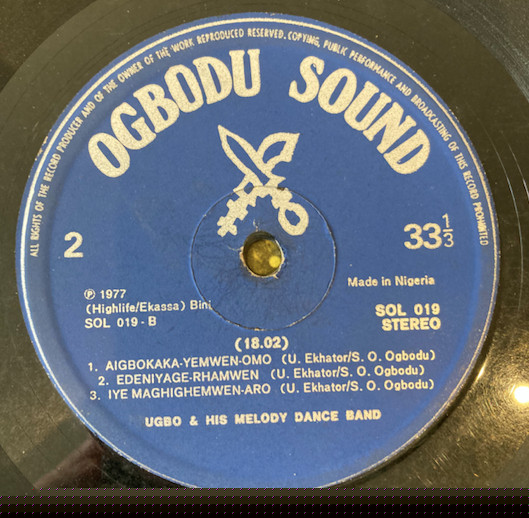 ALL RIGHTS OF THE RECORD PRODUCER AND OF THE OWNER OF THE WORK REPRODUCED RESERVED. COPYING, PUBLIC PERFORMANCE AND BROADCASTING OF THIS RECORD PROHIBITED
OGBODU SOUND
2
33 1/3
Ⓟ 1977
(Highlife/Ekassa) Bini
SOL 019 - B
Made in Nigeria
SOL 019
STEREO
(18.02)
1. AIGBOKAKA-YEMWEN-OMO (U. Ekhator/S. O. Ogbodu)
2. EDENIYAGE-RHAMWEN (U. Ekhator/S. O. Ogbodu)
3. IYE MAGHIGHEMWEN-ARO (U. Ekhator/S. O. Ogbodu)
UGBO & HIS MELODY DANCE BAND